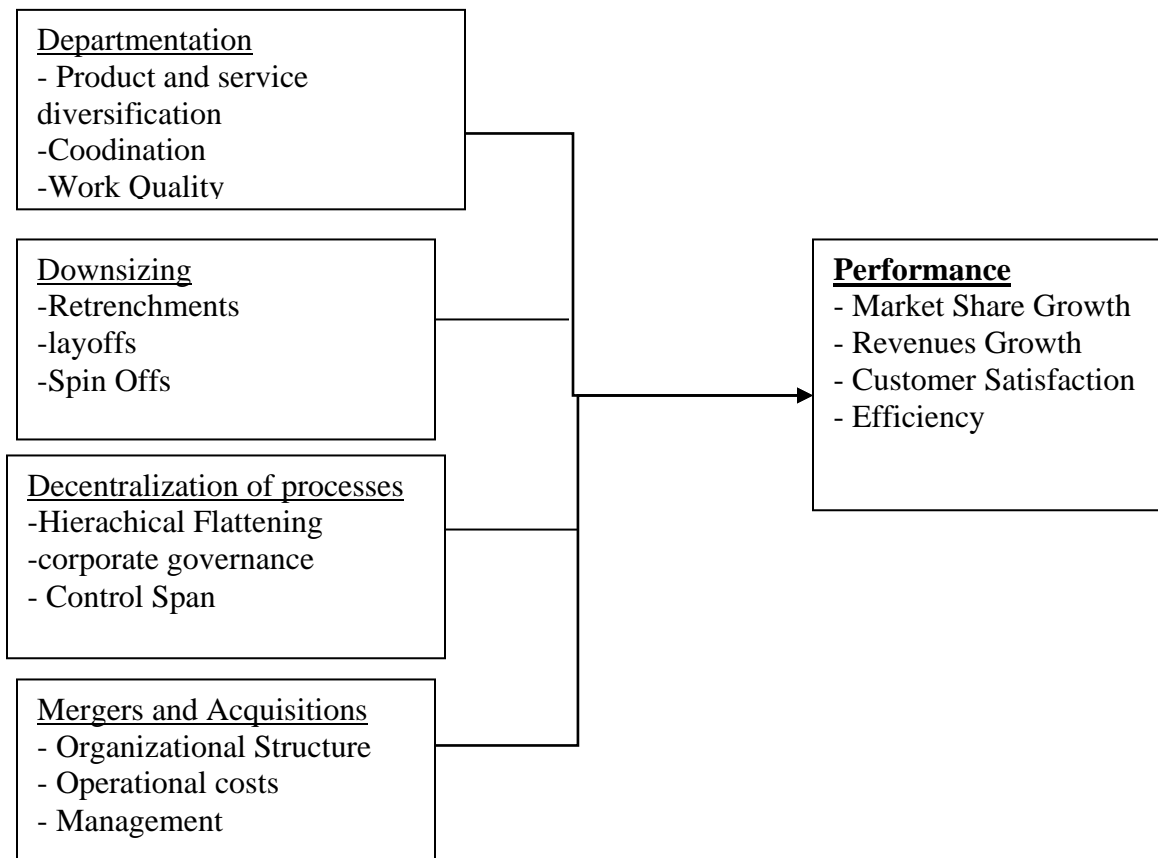 Departmentation
- Product and service
diversification
-Coodination
-Work Quality
Downsizing
-Retrenchments
-layoffs
-Spin Offs
Decentralization of processes
-Hierachical Flattening
-corporate governance
- Control Span
Mergers and Acquisitions
- Organizational Structure
- Operational costs
- Management
Performance
- Market Share Growth
- Revenues Growth
- Customer Satisfaction
- Efficiency